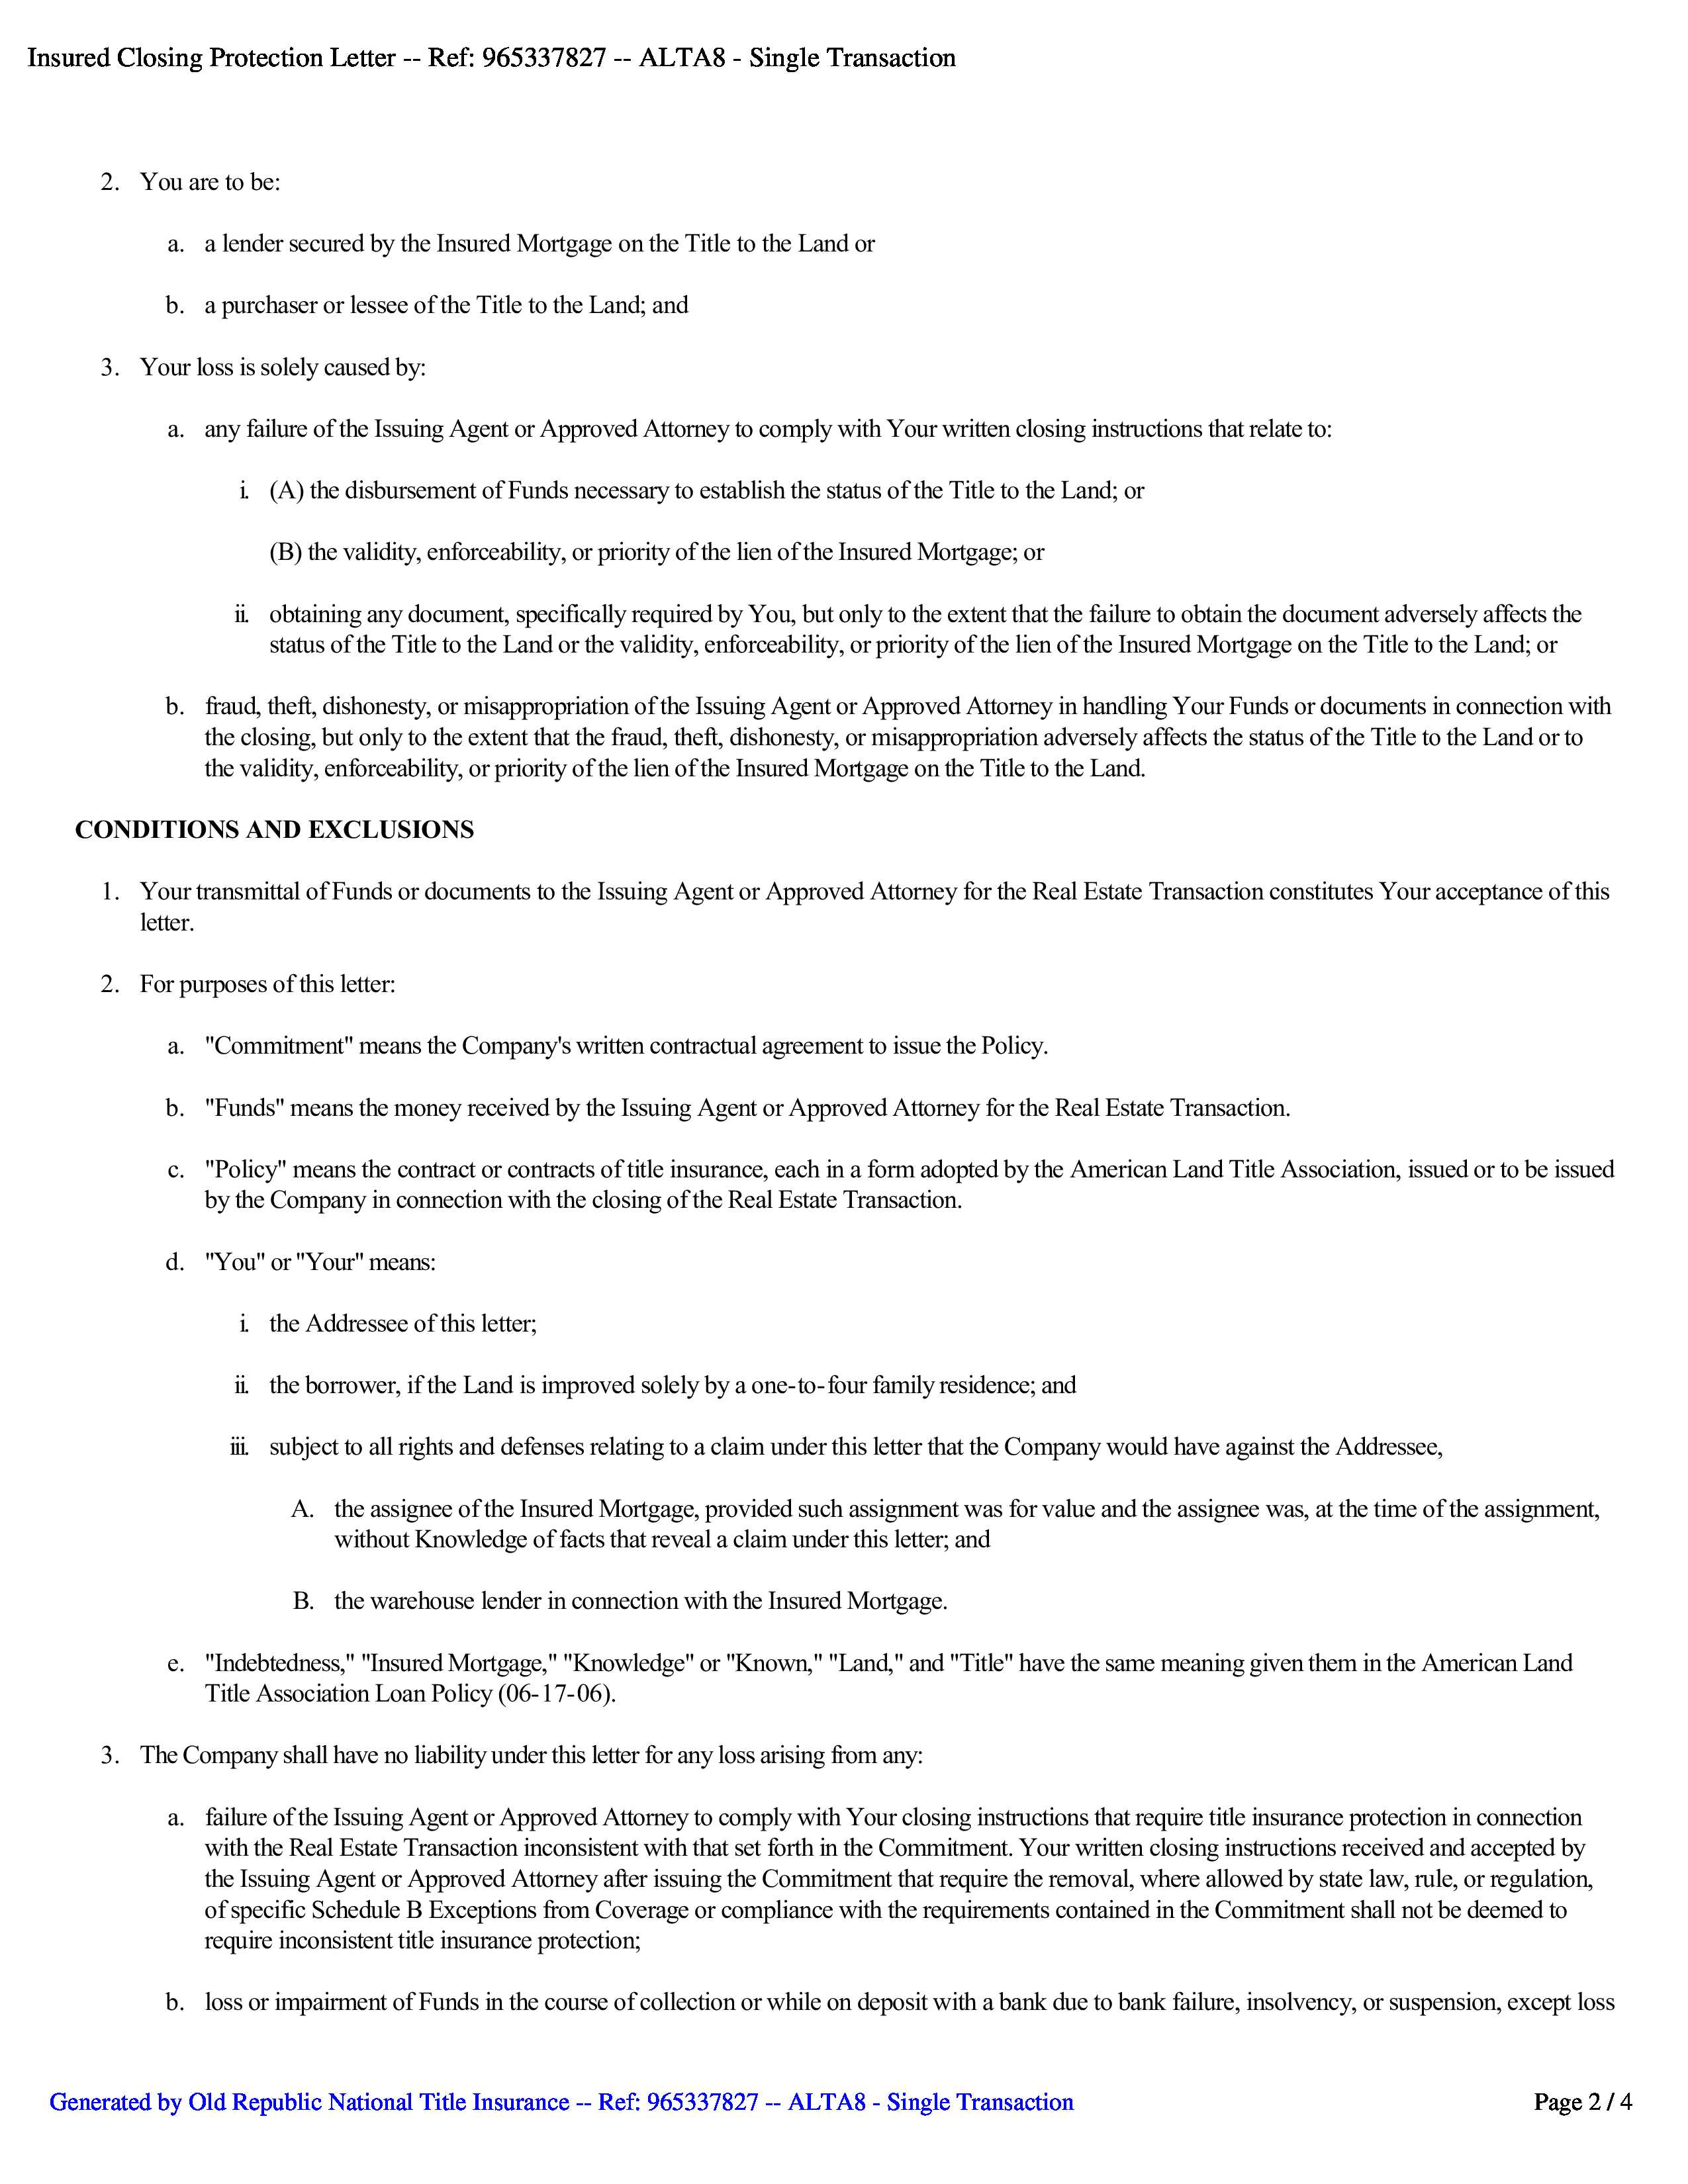 Insured Closing Protection Letter -- Ref: 965337827 -- ALTA8 - Single Transaction
2. You are to be:
a. a lender secured by the Insured Mortgage on the Title to the Land or
b. a purchaser or lessee of the Title to the Land; and
3. Your loss is solely caused by:
a. any failure of the Issuing Agent or Approved Attorney to comply with Your written closing instructions that relate to:
i. (A) the disbursement of Funds necessary to establish the status of the Title to the Land; or
(B) the validity, enforceability, or priority of the lien of the Insured Mortgage; or
ii. obtaining any document, specifically required by You, but only to the extent that the failure to obtain the document adversely affects the
status of the Title to the Land or the validity, enforceability, or priority of the lien of the Insured Mortgage on the Title to the Land; or
b. fraud, theft, dishonesty, or misappropriation of the Issuing Agent or Approved Attorney in handling Your Funds or documents in connection with
the closing, but only to the extent that the fraud, theft, dishonesty, or misappropriation adversely affects the status of the Title to the Land or to
the validity, enforceability, or priority of the lien of the Insured Mortgage on the Title to the Land.
CONDITIONS AND EXCLUSIONS
1. Your transmittal of Funds or documents to the Issuing Agent or Approved Attorney for the Real Estate Transaction constitutes Your acceptance of this
letter.
2. For purposes of this letter:
a. "Commitment" means the Company's written contractual agreement to issue the Policy.
b. "Funds" means the money received by the Issuing Agent or Approved Attorney for the Real Estate Transaction.
c. "Policy" means the contract or contracts of title insurance, each in a form adopted by the American Land Title Association, issued or to be issued
by the Company in connection with the closing of the Real Estate Transaction.
d. "You" or "Your" means:
i. the Addressee of this letter;
ii. the borrower, if the Land is improved solely by a one-to-four family residence; and
iii. subject to all rights and defenses relating to a claim under this letter that the Company would have against the Addressee,
A. the assignee of the Insured Mortgage, provided such assignment was for value and the assignee was, at the time of the assignment,
without Knowledge of facts that reveal a claim under this letter; and
B. the warehouse lender in connection with the Insured Mortgage.
e. "Indebtedness," "Insured Mortgage," "Knowledge" or "Known," "Land," and "Title" have the same meaning given them in the American Land
Title Association Loan Policy (06-17-06).
3. The Company shall have no liability under this letter for any loss arising from any:
a. failure of the Issuing Agent or Approved Attorney to comply with Your closing instructions that require title insurance protection in connection
with the Real Estate Transaction inconsistent with that set forth in the Commitment. Your written closing instructions received and accepted by
the Issuing Agent or Approved Attorney after issuing the Commitment that require the removal, where allowed by state law, rule, or regulation,
of specific Schedule B Exceptions from Coverage or compliance with the requirements contained in the Commitment shall not be deemed to
require inconsistent title insurance protection;
b. loss or impairment of Funds in the course of collection or while on deposit with a bank due to bank failure, insolvency, or suspension, except loss
Generated by Old Republic National Title Insurance -- Ref: 965337827 -- ALTA8 - Single Transaction Page 2 / 4